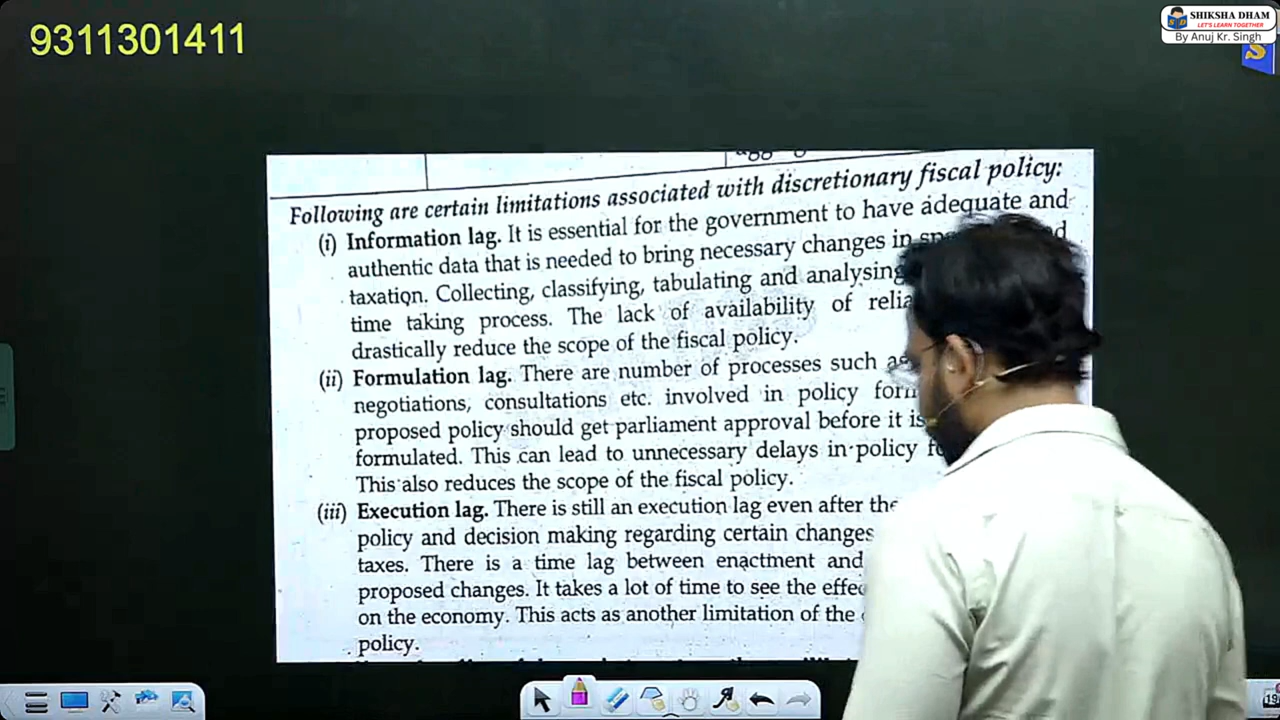 9311301411
SHIKSHA DHAM
LET'S LEARN TOGETHER
By Anuj Kr. Singh
Following are certain limitations associated with discretionary fiscal policy:
(i) Information lag. It is essential for the government to have adequate and
authentic data that is needed to bring necessary changes in
taxation. Collecting, classifying, tabulating and analysing
time taking process. The lack of availability of
drastically reduce the scope of the fiscal policy.
(ii) Formulation lag. There are number of processes such as
negotiations, consultations etc. involved in policy
proposed policy should get parliament approval before it is
formulated. This can lead to unnecessary delays in policy
This also reduces the scope of the fiscal policy.
(iii) Execution lag. There is still an execution lag even after the
policy and decision making regarding certain changes
taxes. There is a time lag between enactment and
proposed changes. It takes a lot of time to see the
on the economy. This acts as another limitation of the
policy.